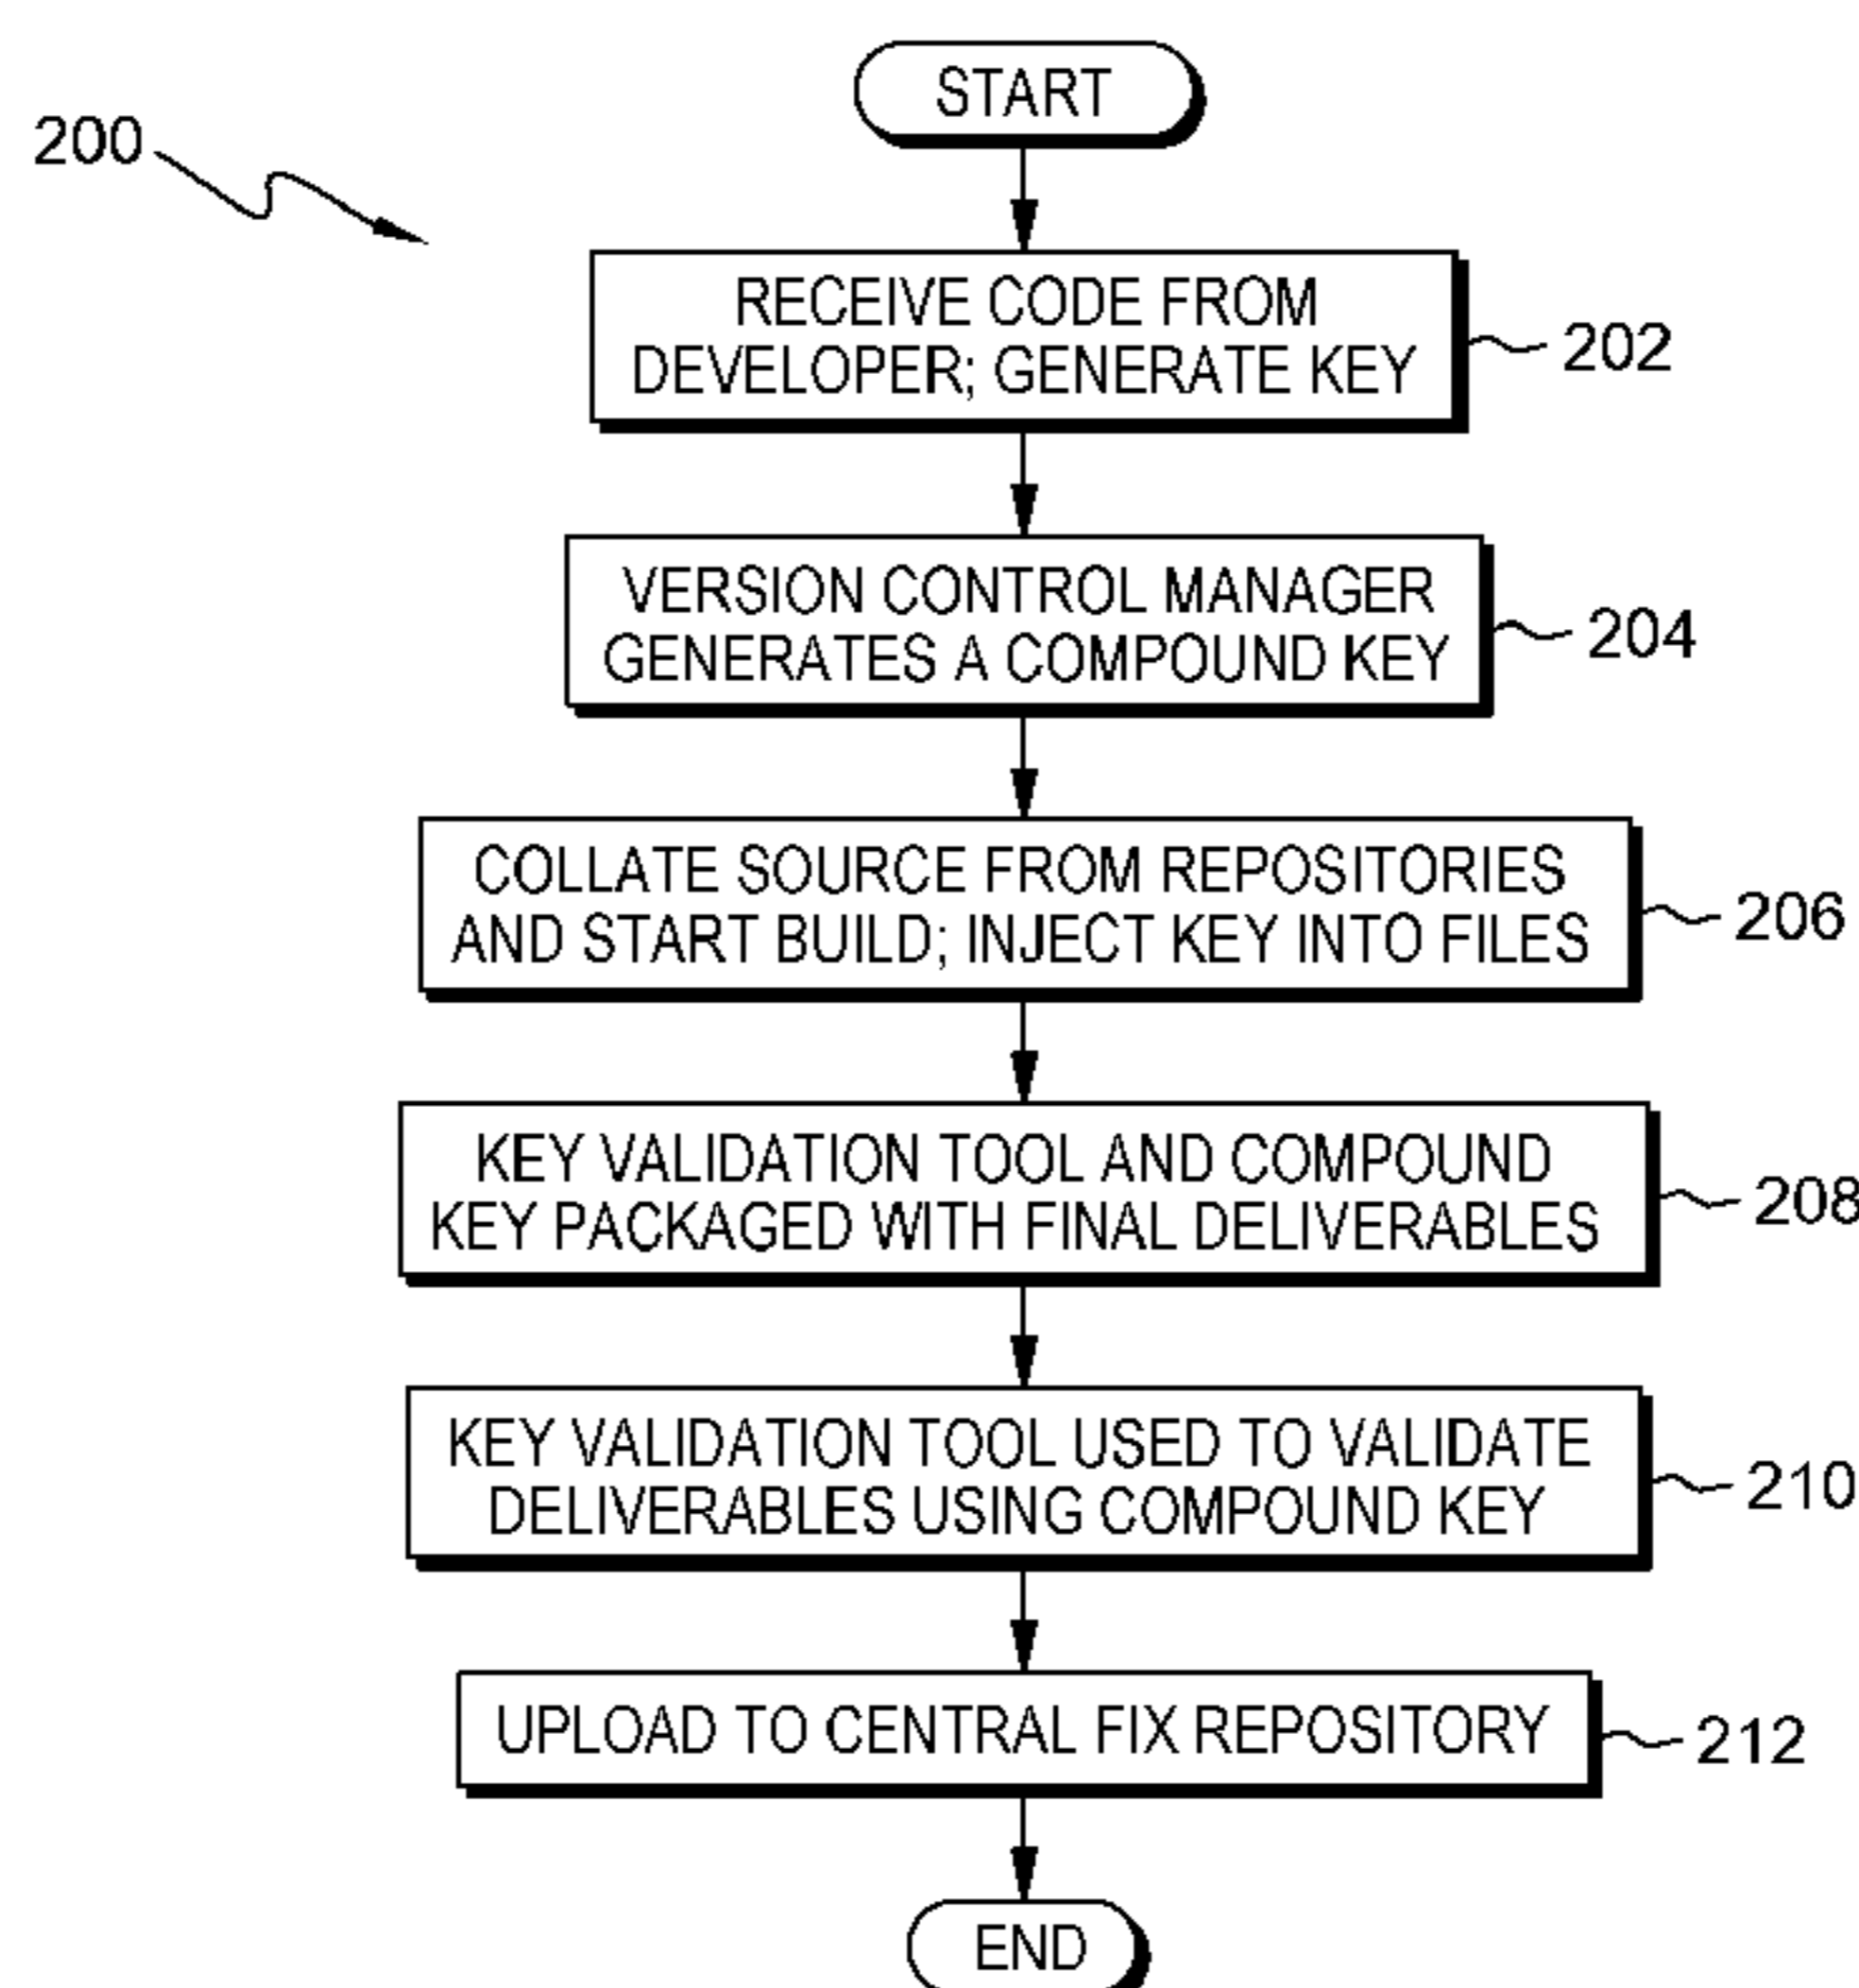 START
200
RECEIVE CODE FROM
DEVELOPER; GENERATE KEY
202
VERSION CONTROL MANAGER
GENERATES A COMPOUND KEY
204
COLLATE SOURCE FROM REPOSITORIES
AND START BUILD; INJECT KEY INTO FILES
206
KEY VALIDATION TOOL AND COMPOUND
KEY PACKAGED WITH FINAL DELIVERABLES
208
KEY VALIDATION TOOL USED TO VALIDATE
DELIVERABLES USING COMPOUND KEY
210
UPLOAD TO CENTRAL FIX REPOSITORY
212
END